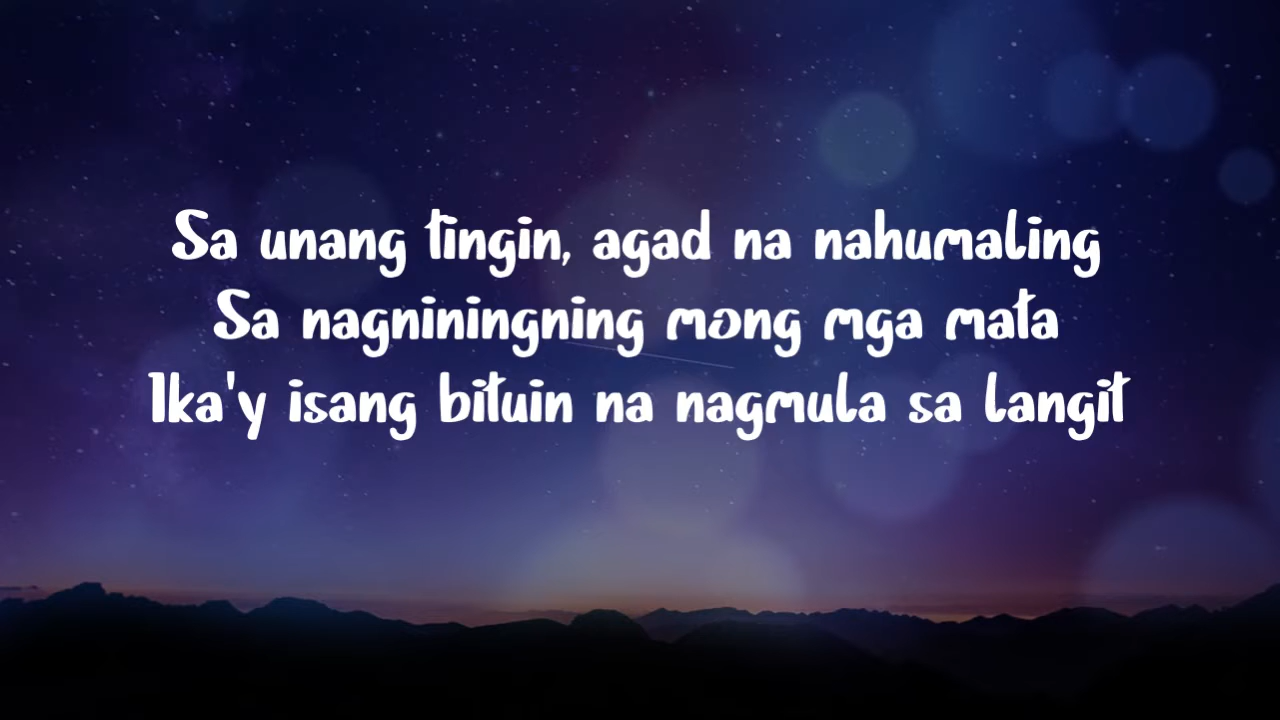 Sa unang tingin, agad na nahumaling
Sa nagniningning mong mga mata
Ika'y isang bituin na nagmula sa langit